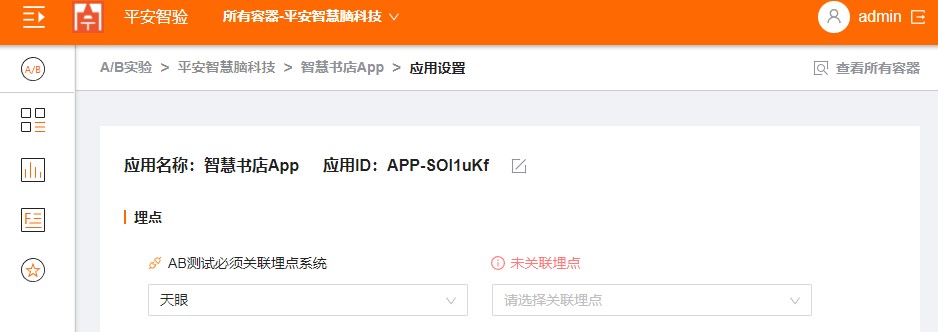 平安智验 所有容器-平安智慧脑科技 admin
A/B
A/B实验 > 平安智慧脑科技 > 智慧书店App > 应用设置 查看所有容器
应用名称：智慧书店App 应用ID：APP-SOI1uKf
埋点
AB测试必须关联埋点系统 未关联埋点
天眼 请选择关联埋点